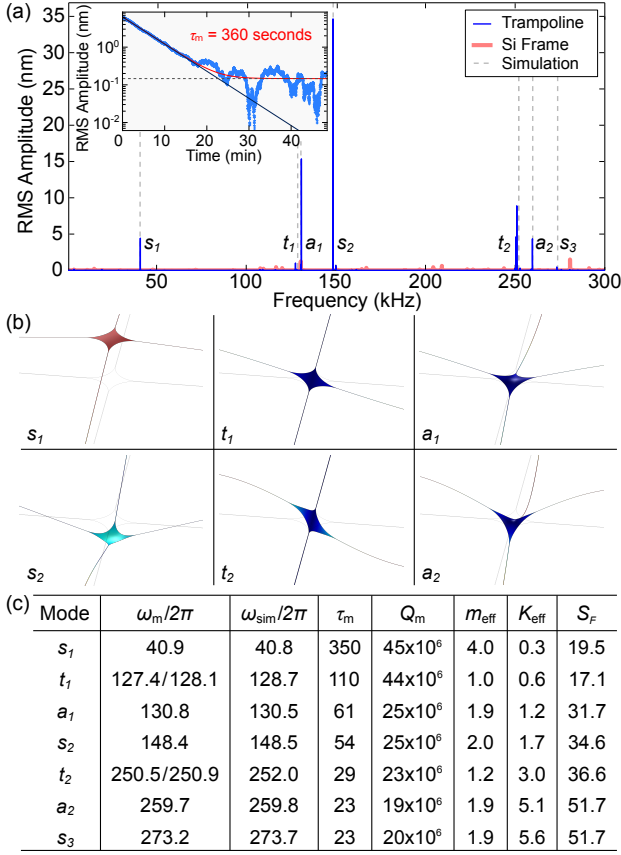 (a)
35
30
25
20
15
10
5
0
RMS Amplitude (nm)
10¹
10⁰
10⁻¹
10⁻²
RMS Amplitude (nm)
τm = 360 seconds
0 10 20 30 40
Time (min)
Trampoline
Si Frame
Simulation
s1 t1 a1 s2 t2 a2 s3
50 100 150 200 250 300
Frequency (kHz)
(b)
s1 t1 a1
s2 t2 a2
(c) Mode ωm/2π ωsim/2π τm Qm meff Keff SF
s1 40.9 40.8 350 45x10⁶ 4.0 0.3 19.5
t1 127.4/128.1 128.7 110 44x10⁶ 1.0 0.6 17.1
a1 130.8 130.5 61 25x10⁶ 1.9 1.2 31.7
s2 148.4 148.5 54 25x10⁶ 2.0 1.7 34.6
t2 250.5/250.9 252.0 29 23x10⁶ 1.2 3.0 36.6
a2 259.7 259.8 23 19x10⁶ 1.9 5.1 51.7
s3 273.2 273.7 23 20x10⁶ 1.9 5.6 51.7